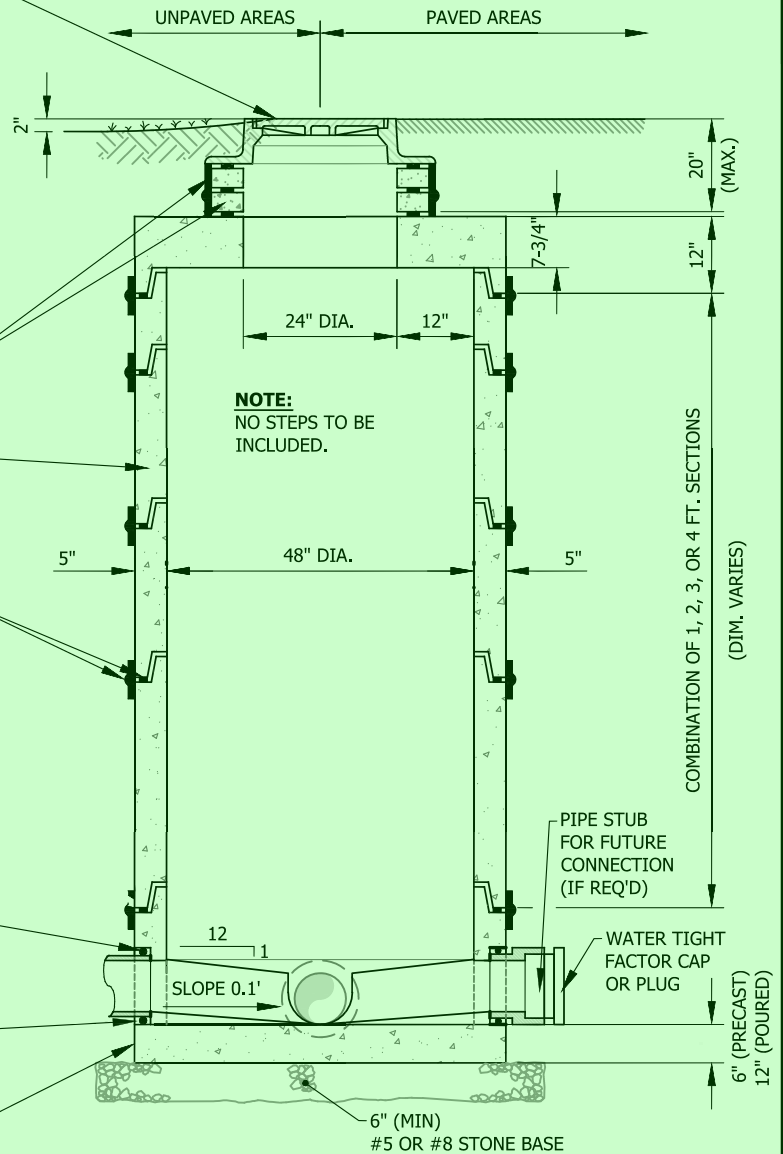 UNPAVED AREAS
PAVED AREAS
2"
20"
(MAX.)
7-3/4"
12"
24" DIA.
12"
NOTE:
NO STEPS TO BE
INCLUDED.
COMBINATION OF 1, 2, 3, OR 4 FT. SECTIONS
(DIM. VARIES)
5"
48" DIA.
5"
PIPE STUB
FOR FUTURE
CONNECTION
(IF REQ'D)
12
1
WATER TIGHT
FACTOR CAP
OR PLUG
SLOPE 0.1'
6" (PRECAST)
12" (POURED)
6" (MIN)
#5 OR #8 STONE BASE